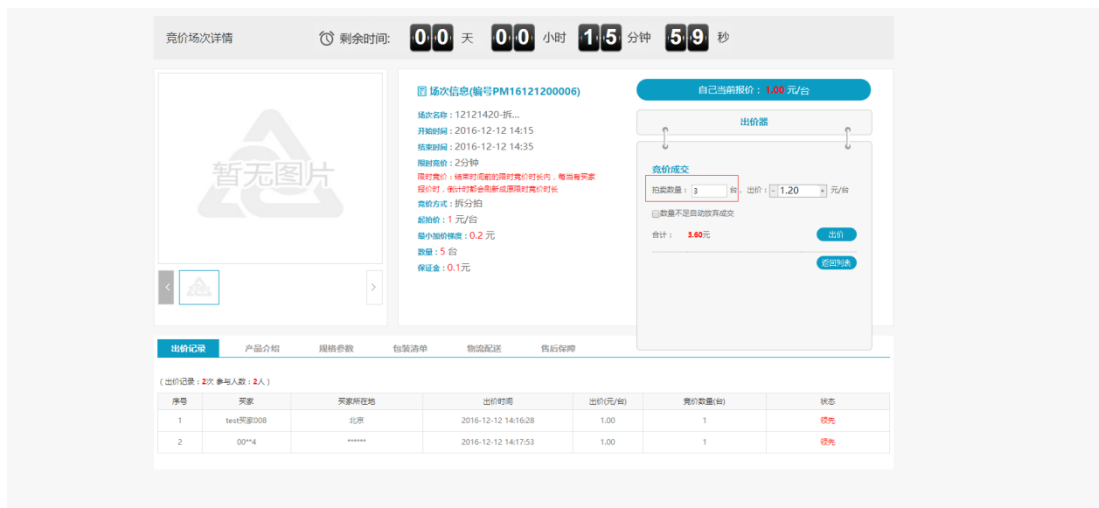 竞价场次详情 剩余时间: 00 天 00 小时 15 分钟 59 秒
暂无图片
场次信息(编号PM16121200006)
场次名称：12121420-拆...
开始时间：2016-12-12 14:15
结束时间：2016-12-12 14:35
限时竞价：2分钟
限时竞价：结束时间前的限时竞价时长内，每当有买家
报价时，倒计时都会刷新成原限时竞价时长
竞价方式：拆分拍
起拍价：1 元/台
最小加价梯度：0.2 元
数量：5 台
保证金：0.1元
自己当前报价：1.00 元/台
出价器
竞价成交
拍卖数量：3 台，出价：- 1.20 + 元/台
数量不足自动放弃成交
合计： 3.60元 出价
返回列表
出价记录 产品介绍 规格参数 包装清单 物流配送 售后保障
(出价记录：2次 参与人数：2人)
序号 买家 买家所在地 出价时间 出价(元/台) 竞价数量(台) 状态
1 test买家008 北京 2016-12-12 14:16:28 1.00 1 领先
2 00**4 ****** 2016-12-12 14:17:53 1.00 1 领先